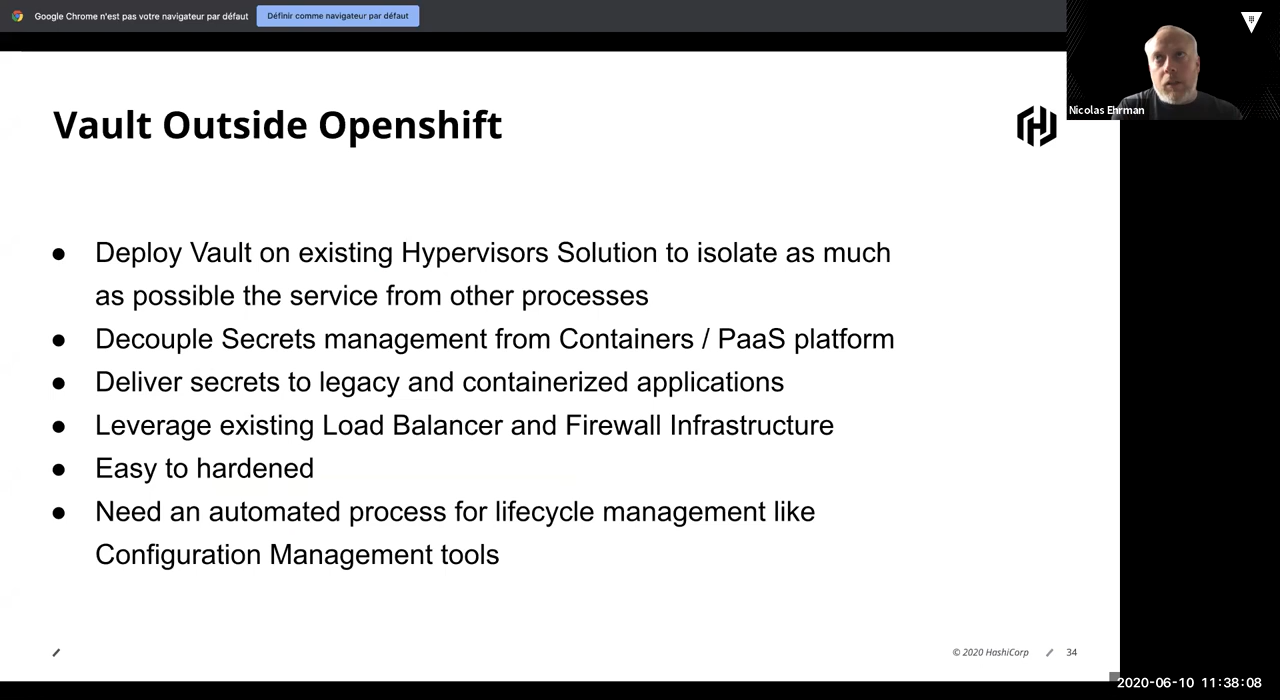 Google Chrome n'est pas votre navigateur par défaut
Définir comme navigateur par défaut
Nicolas Ehrman
Vault Outside Openshift
● Deploy Vault on existing Hypervisors Solution to isolate as much
as possible the service from other processes
● Decouple Secrets management from Containers / PaaS platform
● Deliver secrets to legacy and containerized applications
● Leverage existing Load Balancer and Firewall Infrastructure
● Easy to hardened
● Need an automated process for lifecycle management like
Configuration Management tools
© 2020 HashiCorp
34
2020-06-10 11:38:08